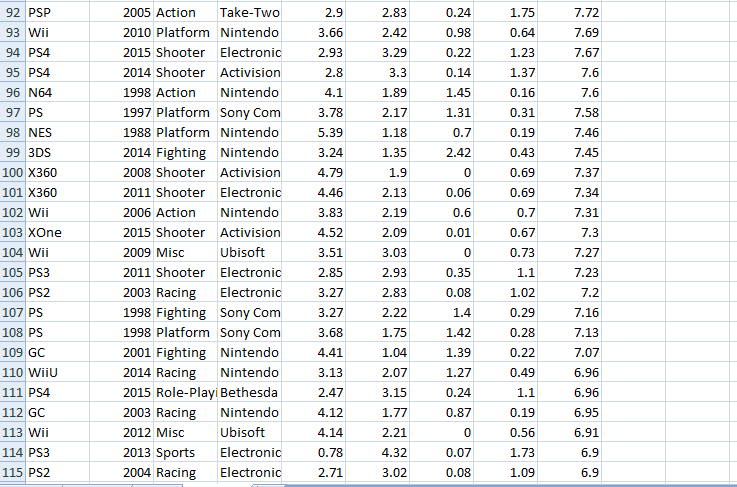 92 PSP 2005 Action Take-Two 2.9 2.83 0.24 1.75 7.72
93 Wii 2010 Platform Nintendo 3.66 2.42 0.98 0.64 7.69
94 PS4 2015 Shooter Electronic 2.93 3.29 0.22 1.23 7.67
95 PS4 2014 Shooter Activision 2.8 3.3 0.14 1.37 7.6
96 N64 1998 Action Nintendo 4.1 1.89 1.45 0.16 7.6
97 PS 1997 Platform Sony Com 3.78 2.17 1.31 0.31 7.58
98 NES 1988 Platform Nintendo 5.39 1.18 0.7 0.19 7.46
99 3DS 2014 Fighting Nintendo 3.24 1.35 2.42 0.43 7.45
100 X360 2008 Shooter Activision 4.79 1.9 0 0.69 7.37
101 X360 2011 Shooter Electronic 4.46 2.13 0.06 0.69 7.34
102 Wii 2006 Action Nintendo 3.83 2.19 0.6 0.7 7.31
103 XOne 2015 Shooter Activision 4.52 2.09 0.01 0.67 7.3
104 Wii 2009 Misc Ubisoft 3.51 3.03 0 0.73 7.27
105 PS3 2011 Shooter Electronic 2.85 2.93 0.35 1.1 7.23
106 PS2 2003 Racing Electronic 3.27 2.83 0.08 1.02 7.2
107 PS 1998 Fighting Sony Com 3.27 2.22 1.4 0.29 7.16
108 PS 1998 Platform Sony Com 3.68 1.75 1.42 0.28 7.13
109 GC 2001 Fighting Nintendo 4.41 1.04 1.39 0.22 7.07
110 WiiU 2014 Racing Nintendo 3.13 2.07 1.27 0.49 6.96
111 PS4 2015 Role-Playi Bethesda 2.47 3.15 0.24 1.1 6.96
112 GC 2003 Racing Nintendo 4.12 1.77 0.87 0.19 6.95
113 Wii 2012 Misc Ubisoft 4.14 2.21 0 0.56 6.91
114 PS3 2013 Sports Electronic 0.78 4.32 0.07 1.73 6.9
115 PS2 2004 Racing Electronic 2.71 3.02 0.08 1.09 6.9